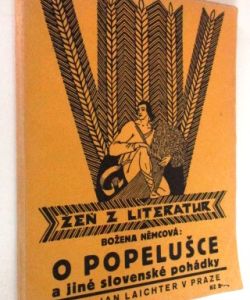 ŽEŇ Z LITERATUR
BOŽENA NĚMCOVÁ:
O POPELUŠCE
a jiné slovenské pohádky
JAN LAICHTER V PRAZE